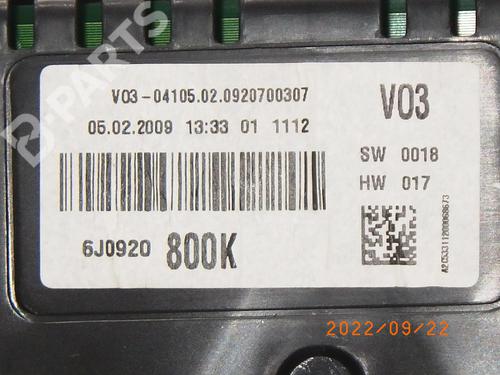 B-PARTS
V03-04105.02.0920700307
V03
05.02.2009 13:33 01 1112
SW 0018
HW 017
6J0920 800K
A2C53311200068673
2022/09/22